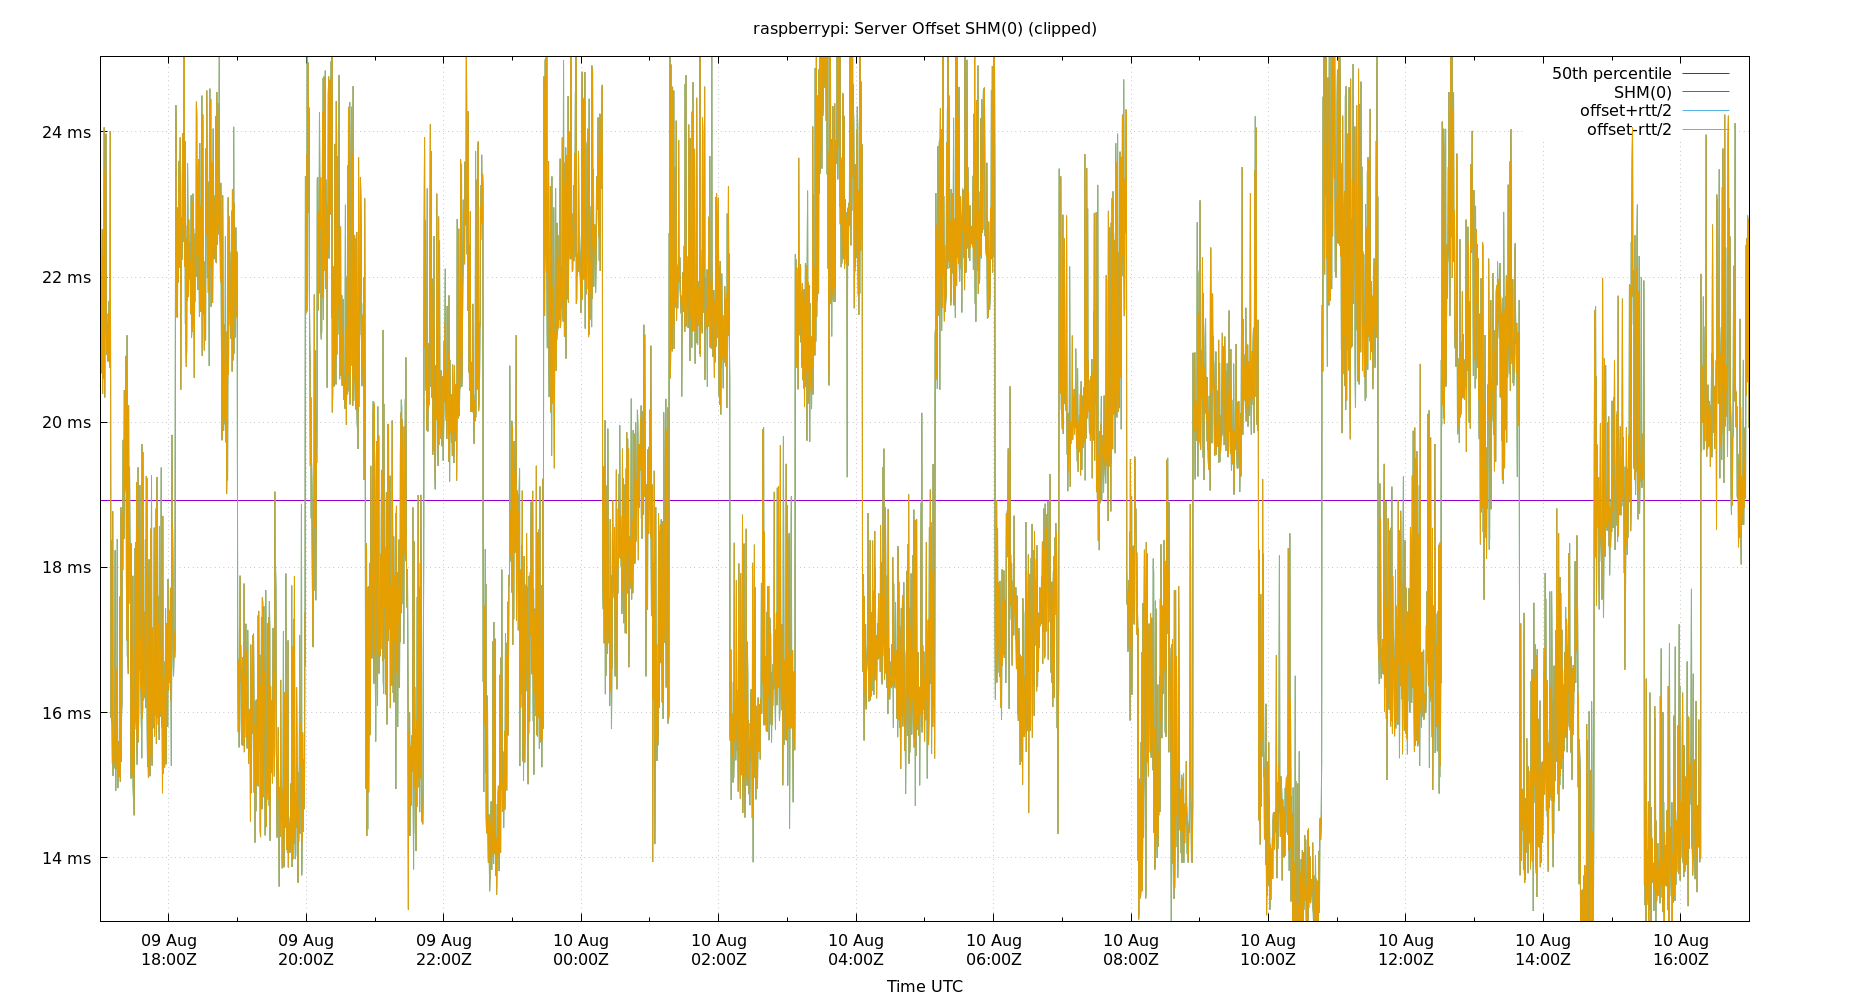 raspberrypi: Server Offset SHM(0) (clipped)
50th percentile
SHM(0)
offset+rtt/2
offset-rtt/2
24 ms
22 ms
20 ms
18 ms
16 ms
14 ms
09 Aug 09 Aug 09 Aug 10 Aug 10 Aug 10 Aug 10 Aug 10 Aug 10 Aug 10 Aug 10 Aug 10 Aug
18:00Z 20:00Z 22:00Z 00:00Z 02:00Z 04:00Z 06:00Z 08:00Z 10:00Z 12:00Z 14:00Z 16:00Z
Time UTC